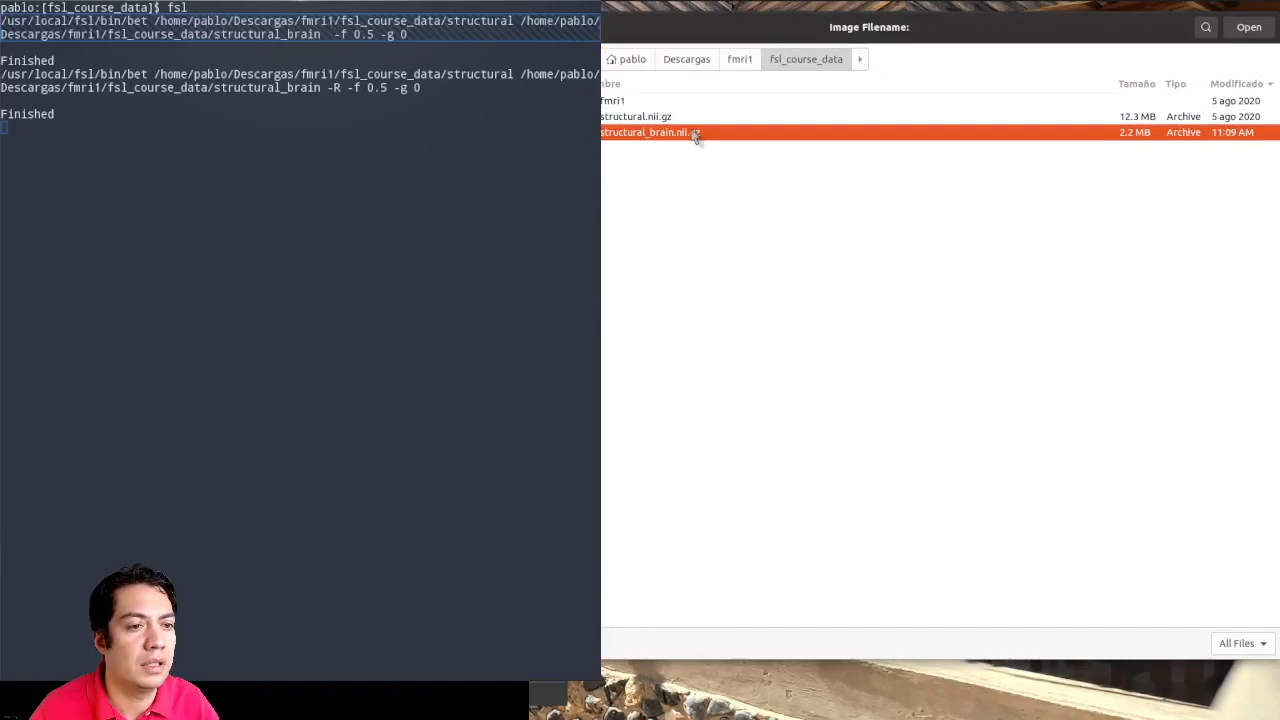 pablo:[fsl_course_data]$ fsl
/usr/local/fsl/bin/bet /home/pablo/Descargas/fmri1/fsl_course_data/structural /home/pablo/
Descargas/fmri1/fsl_course_data/structural_brain  -f 0.5 -g 0
Finished
/usr/local/fsl/bin/bet /home/pablo/Descargas/fmri1/fsl_course_data/structural /home/pablo/
Descargas/fmri1/fsl_course_data/structural_brain -R -f 0.5 -g 0
Finished
Image Filename:
Open
pablo Descargas fmri1 fsl_course_data
bre Tamaño Tipo Modificado
fmri1 5 ago 2020
structural.nii.gz 12.3 MB Archive 5 ago 2020
structural_brain.nii.gz 2.2 MB Archive 11:09 AM
All Files